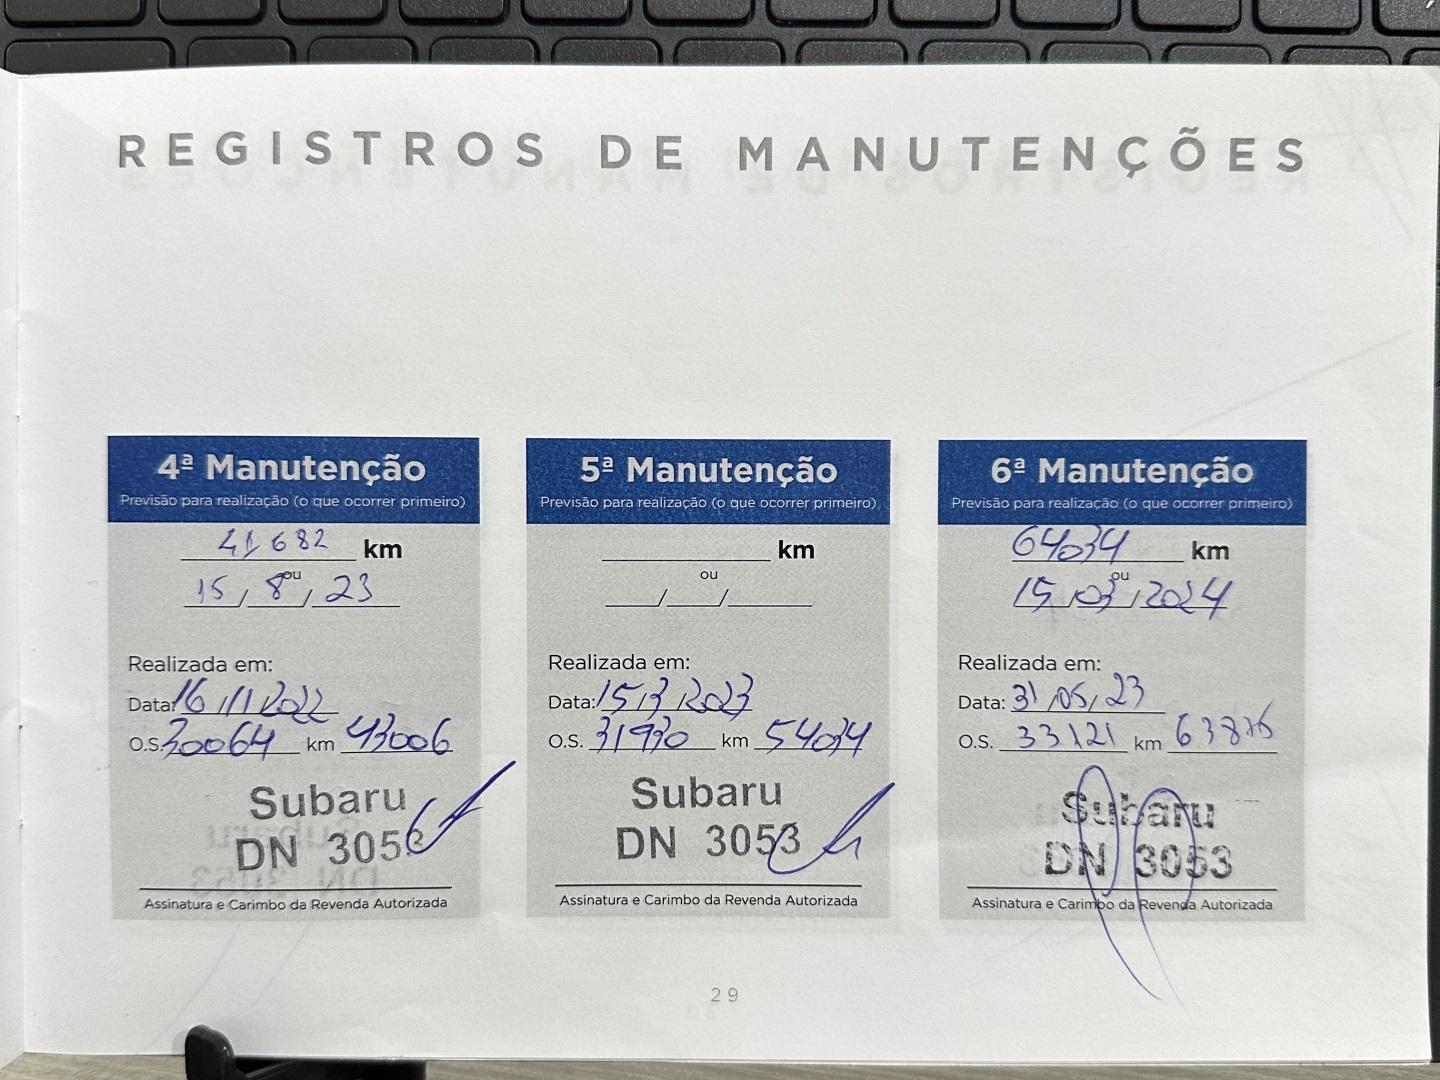 REGISTROS DE MANUTENÇÕES
4ª Manutenção
Previsão para realização (o que ocorrer primeiro)
41682 km
ou
15/8/23
Realizada em:
Data: 16/11/2022
O.S. 30064 km 43006
Subaru
DN 3053
Assinatura e Carimbo da Revenda Autorizada
5ª Manutenção
Previsão para realização (o que ocorrer primeiro)
km
ou
/ /
Realizada em:
Data: 15/3/2023
O.S. 31930 km 54034
Subaru
DN 3053
Assinatura e Carimbo da Revenda Autorizada
6ª Manutenção
Previsão para realização (o que ocorrer primeiro)
64034 km
ou
15/03/2024
Realizada em:
Data: 31/05/23
O.S. 33121 km 63876
Subaru
DN 3053
Assinatura e Carimbo da Revenda Autorizada
29